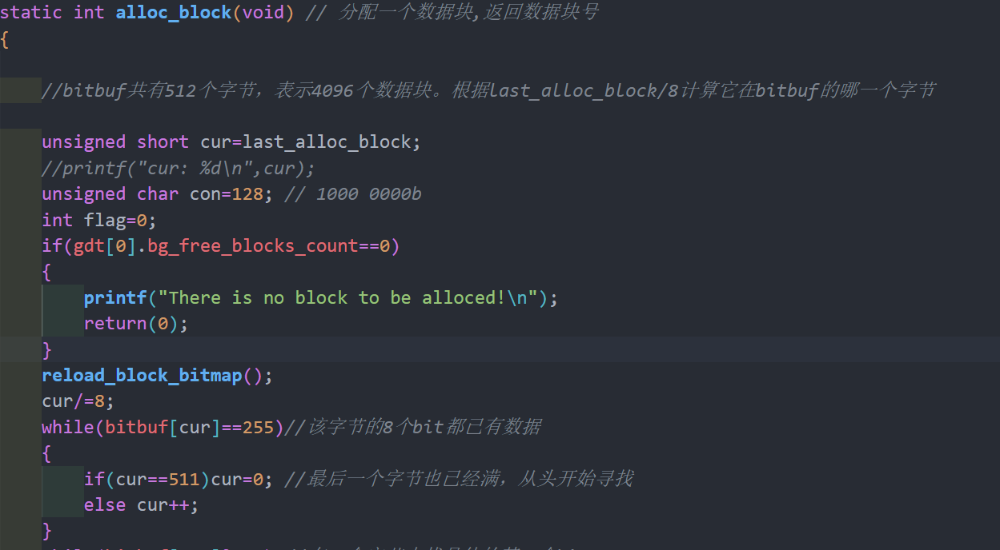 static int alloc_block(void) // 分配一个数据块,返回数据块号
{
//bitbuf共有512个字节，表示4096个数据块。根据last_alloc_block/8计算它在bitbuf的哪一个字节
unsigned short cur=last_alloc_block;
//printf("cur: %d\n",cur);
unsigned char con=128; // 1000 0000b
int flag=0;
if(gdt[0].bg_free_blocks_count==0)
{
printf("There is no block to be alloced!\n");
return(0);
}
reload_block_bitmap();
cur/=8;
while(bitbuf[cur]==255)//该字节的8个bit都已有数据
{
if(cur==511)cur=0; //最后一个字节也已经满，从头开始寻找
else cur++;
}